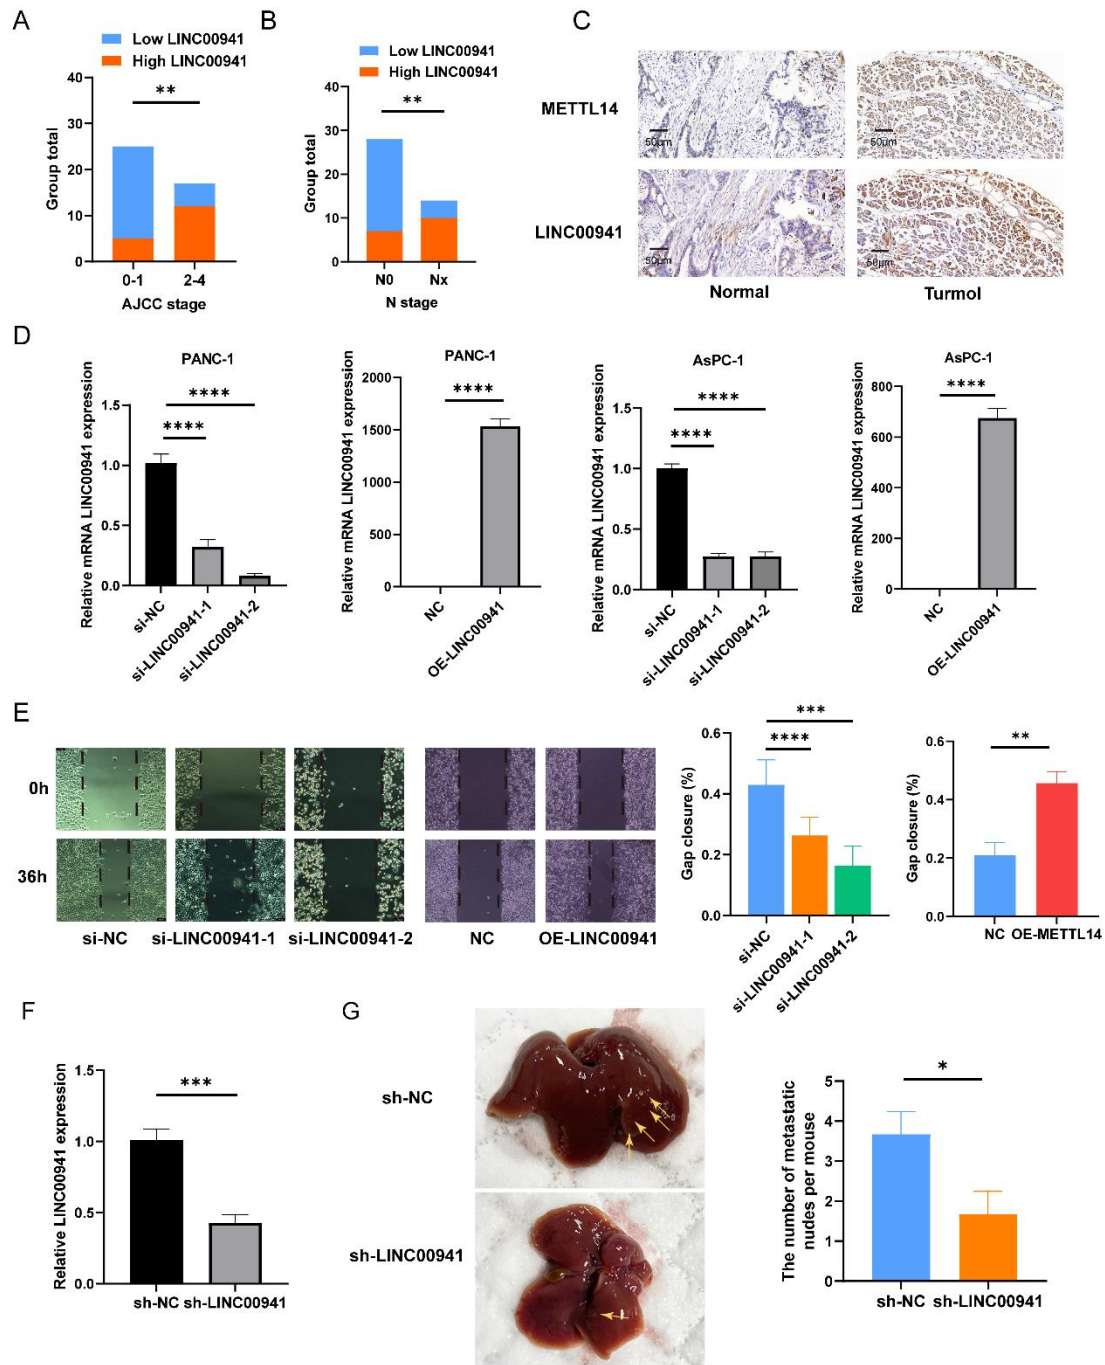 A
Low LINC00941
High LINC00941
40
30
20
10
0
Group total
**
0-1
2-4
AJCC stage
B
Low LINC00941
High LINC00941
40
30
20
10
0
Group total
**
N0
Nx
N stage
C
METTL14
50μm
50μm
LINC00941
50μm
50μm
Normal
Turmol
D
PANC-1
Relative mRNA LINC00941 expression
1.5
1.0
0.5
0.0
****
****
si-NC
si-LINC00941-1
si-LINC00941-2
PANC-1
Relative mRNA LINC00941 expression
2000
1500
1000
500
0
****
NC
OE-LINC00941
AsPC-1
Relative mRNA LINC00941 expression
1.5
1.0
0.5
0.0
****
****
si-NC
si-LINC00941-1
si-LINC00941-2
AsPC-1
Relative mRNA LINC00941 expression
800
600
400
200
0
****
NC
OE-LINC00941
E
0h
36h
si-NC
si-LINC00941-1
si-LINC00941-2
NC
OE-LINC00941
Gap closure (%)
0.6
0.4
0.2
0.0
***
****
si-NC
si-LINC00941-1
si-LINC00941-2
Gap closure (%)
0.6
0.4
0.2
0.0
**
NC
OE-METTL14
F
Relative LINC00941 expression
1.5
1.0
0.5
0.0
***
sh-NC
sh-LINC00941
G
sh-NC
sh-LINC00941
The number of metastatic
nudes per mouse
5
4
3
2
1
0
*
sh-NC
sh-LINC00941